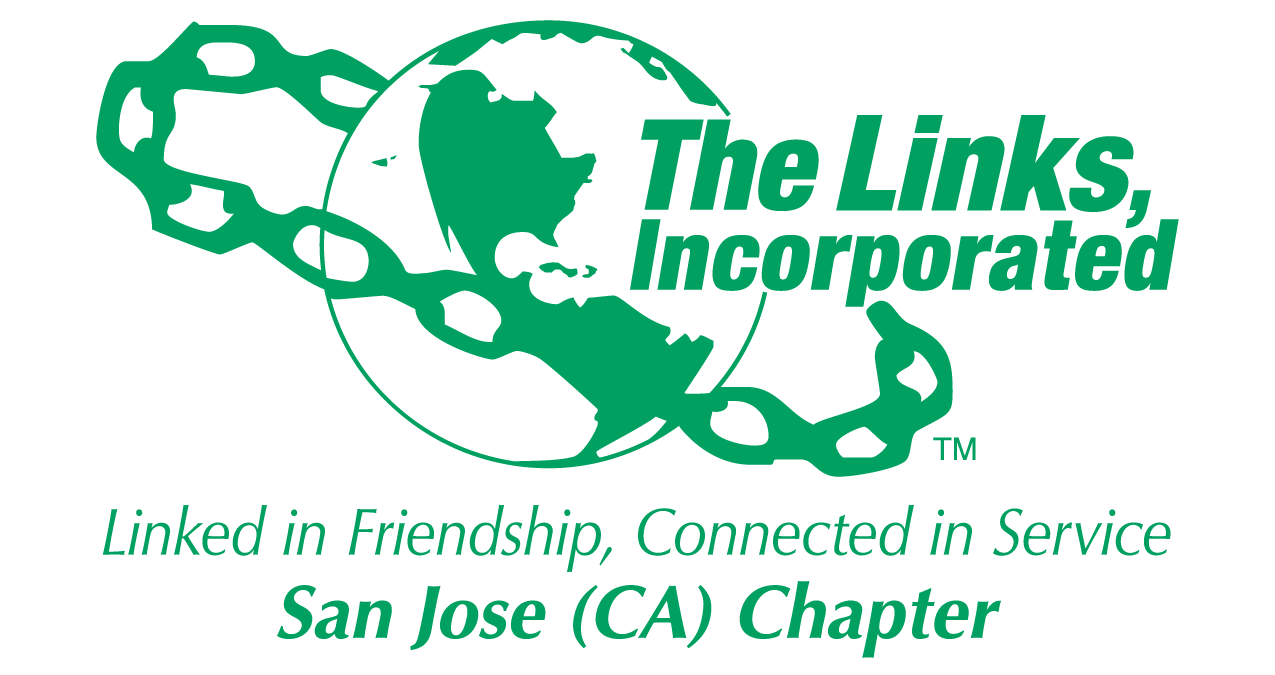 The Links,
Incorporated
TM
Linked in Friendship, Connected in Service
San Jose (CA) Chapter